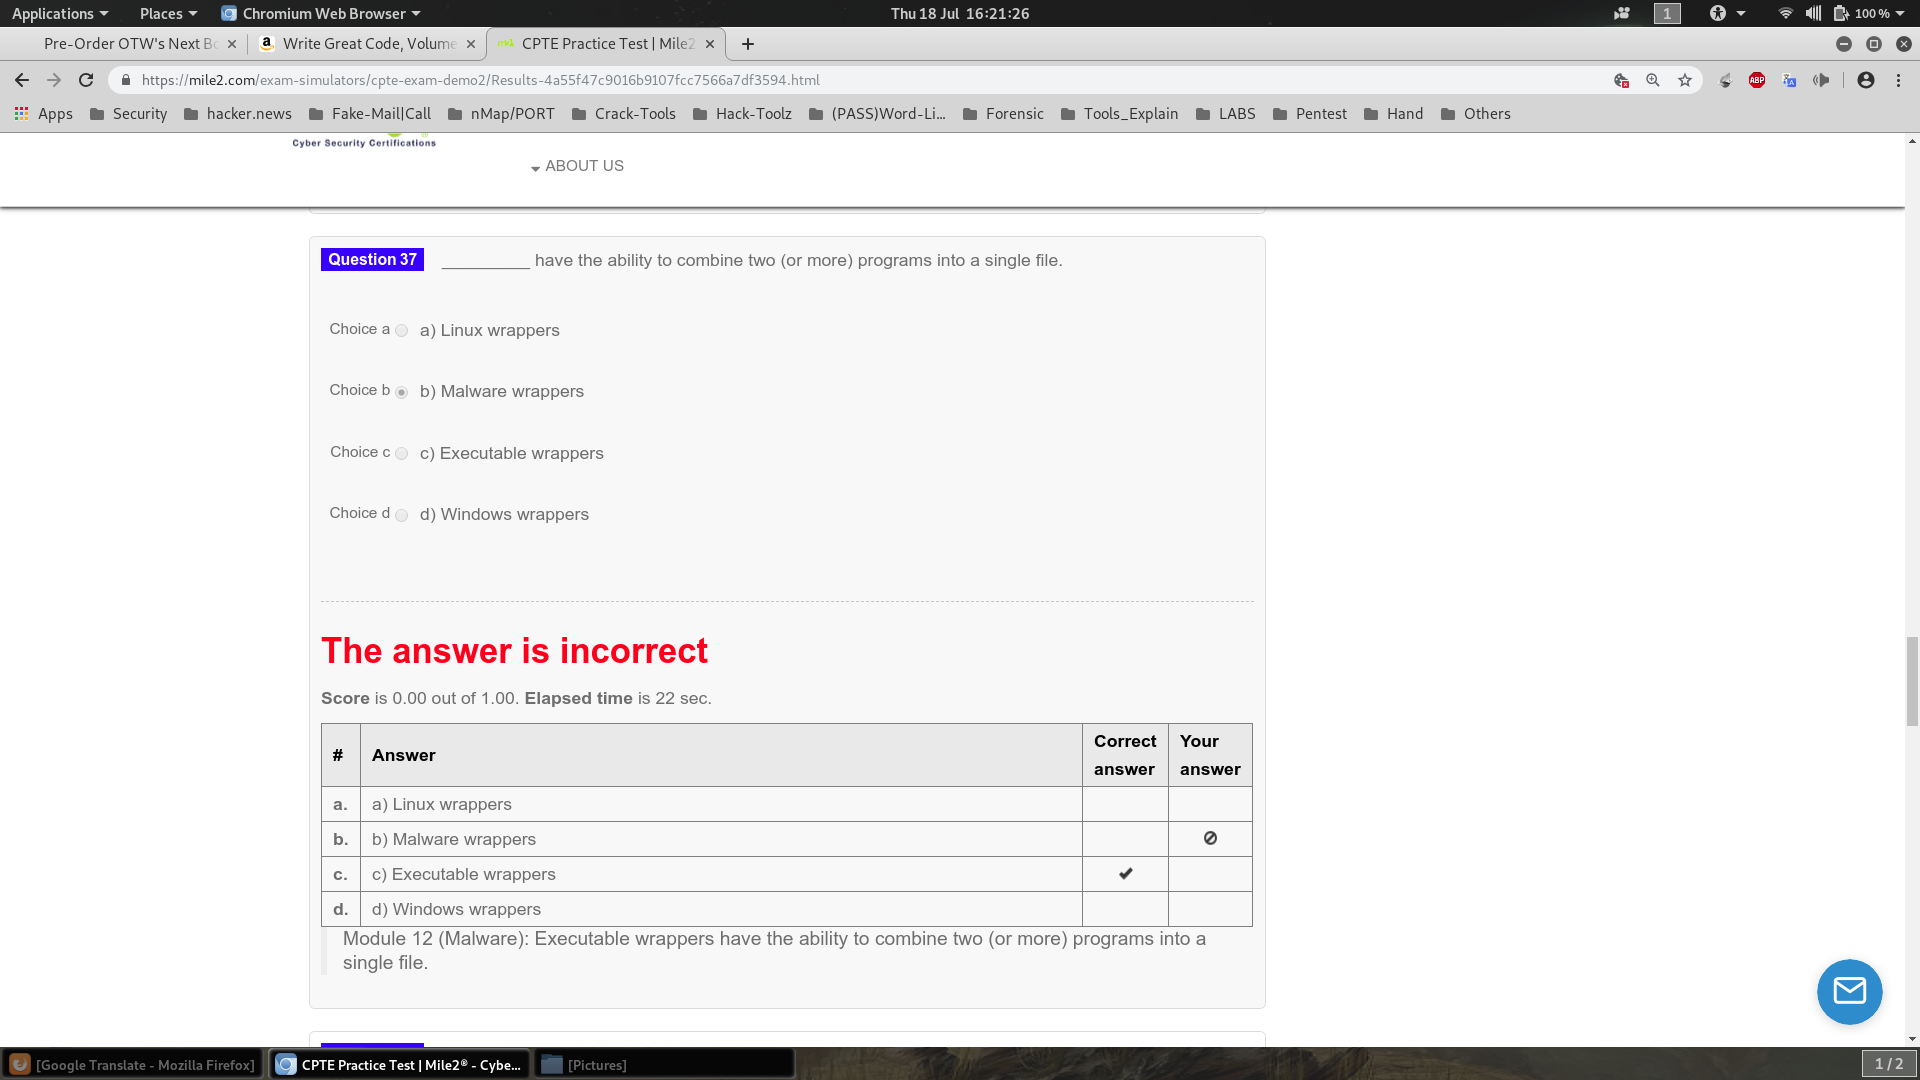 Applications Places Chromium Web Browser Thu 18 Jul 16:21:26 1 100 %
Pre-Order OTW's Next Bo Write Great Code, Volume CPTE Practice Test | Mile2
https://mile2.com/exam-simulators/cpte-exam-demo2/Results-4a55f47c9016b9107fcc7566a7df3594.html ABP
Apps Security hacker.news Fake-Mail|Call nMap/PORT Crack-Tools Hack-Toolz (PASS)Word-Li... Forensic Tools_Explain LABS Pentest Hand Others
Cyber Security Certifications
ABOUT US
Question 37 __________ have the ability to combine two (or more) programs into a single file.
Choice a a) Linux wrappers
Choice b b) Malware wrappers
Choice c c) Executable wrappers
Choice d d) Windows wrappers
The answer is incorrect
Score is 0.00 out of 1.00. Elapsed time is 22 sec.
# Answer Correct answer Your answer
a. a) Linux wrappers
b. b) Malware wrappers
c. c) Executable wrappers
d. d) Windows wrappers
Module 12 (Malware): Executable wrappers have the ability to combine two (or more) programs into a
single file.
[Google Translate - Mozilla Firefox] CPTE Practice Test | Mile2® - Cybe... [Pictures] 1 / 2